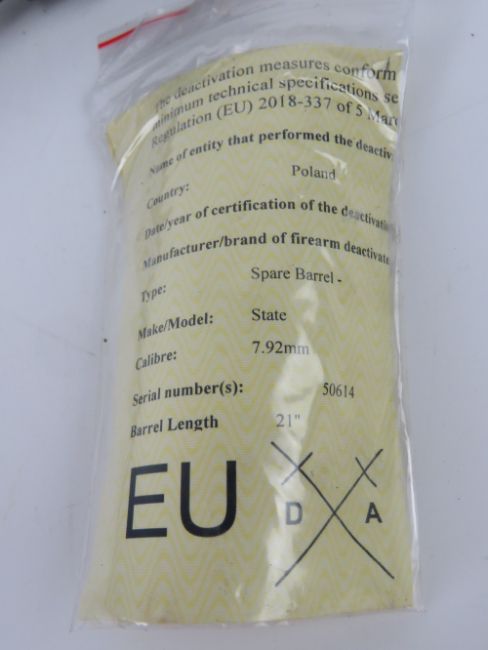 The deactivation measures conform
minimum technical specifications se
Regulation (EU) 2018-337 of 5 Marc
Name of entity that performed the deactiv
Country: Poland
Date/year of certification of the deactivati
Manufacturer/brand of firearm deactivate
Type: Spare Barrel -
Make/Model: State
Calibre: 7.92mm
Serial number(s): 50614
Barrel Length 21"
EU D A